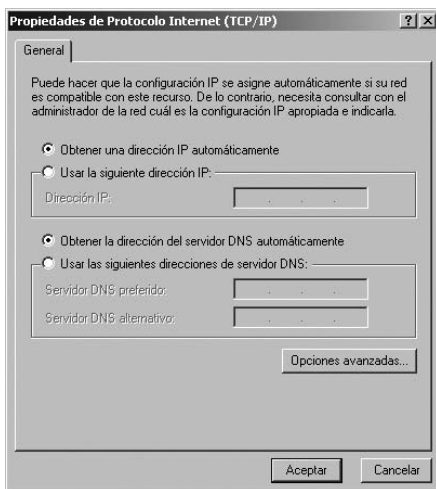 Propiedades de Protocolo Internet (TCP/IP)
General
Puede hacer que la configuración IP se asigne automáticamente si su red
es compatible con este recurso. De lo contrario, necesita consultar con el
administrador de la red cuál es la configuración IP apropiada e indicarla.
Obtener una dirección IP automáticamente
Usar la siguiente dirección IP:
Dirección IP:
Obtener la dirección del servidor DNS automáticamente
Usar las siguientes direcciones de servidor DNS:
Servidor DNS preferido:
Servidor DNS alternativo:
Opciones avanzadas...
Aceptar Cancelar